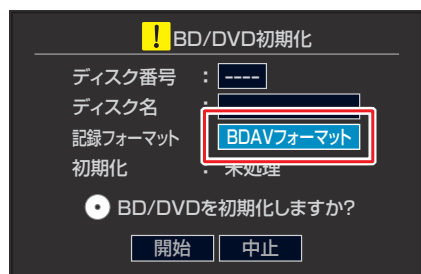 ! BD/DVD初期化
ディスク番号 : ----
ディスク名 :
記録フォーマット BDAVフォーマット
初期化 : 未処理
BD/DVDを初期化しますか?
開始 中止